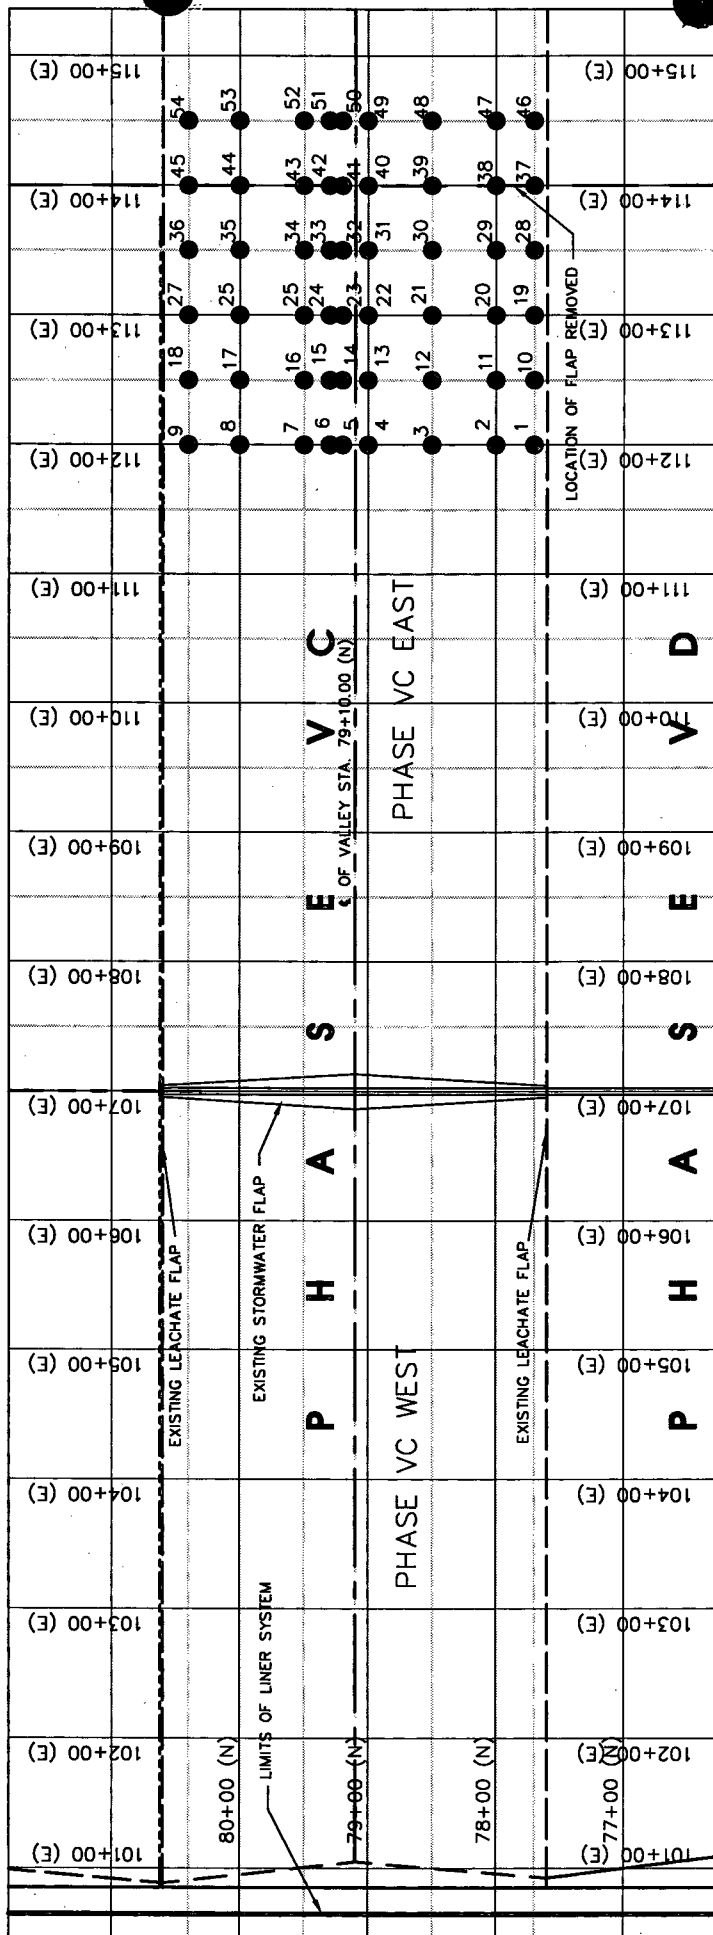 115+00 (E)
114+00 (E)
113+00 (E)
112+00 (E)
111+00 (E)
110+00 (E)
109+00 (E)
108+00 (E)
107+00 (E)
106+00 (E)
105+00 (E)
104+00 (E)
103+00 (E)
102+00 (E)
101+00 (E)
54 53 52 51 50 49 48 47 46
45 44 43 42 41 40 39 38 37
36 35 34 33 32 31 30 29 28
27 25 25 24 23 22 21 20 19
18 17 16 15 14 13 12 11 10
9 8 7 6 5 4 3 2 1
LOCATION OF FLAP REMOVED
PHASE VC
℄ OF VALLEY STA. 79+10.00 (N)
PHASE VC EAST
EXISTING LEACHATE FLAP
EXISTING STORMWATER FLAP
EXISTING LEACHATE FLAP
PHASE VC WEST
LIMITS OF LINER SYSTEM
80+00 (N)
79+00 (N)
78+00 (N)
77+00 (N)
PHASE VD
115+00 (E)
114+00 (E)
113+00 (E)
112+00 (E)
111+00 (E)
110+00 (E)
109+00 (E)
108+00 (E)
107+00 (E)
106+00 (E)
105+00 (E)
104+00 (E)
103+00 (E)
102+00 (E)
101+00 (E)